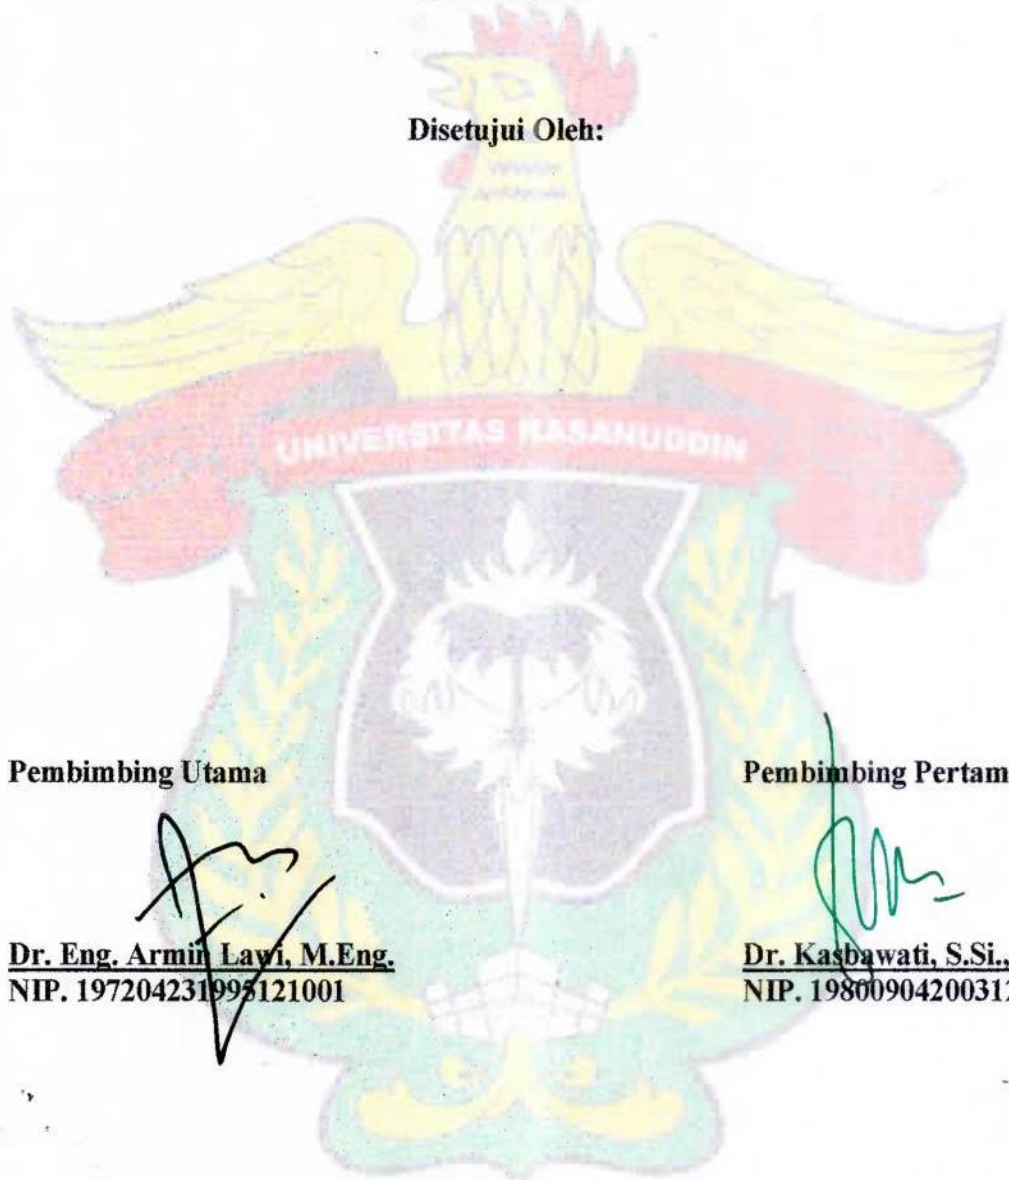 Disetujui Oleh:
UNIVERSITAS HASANUDDIN
Pembimbing Utama
Pembimbing Pertam
Dr. Eng. Armin Lawi, M.Eng.
Dr. Kasbawati, S.Si.,
NIP. 197204231995121001
NIP. 1980090420031